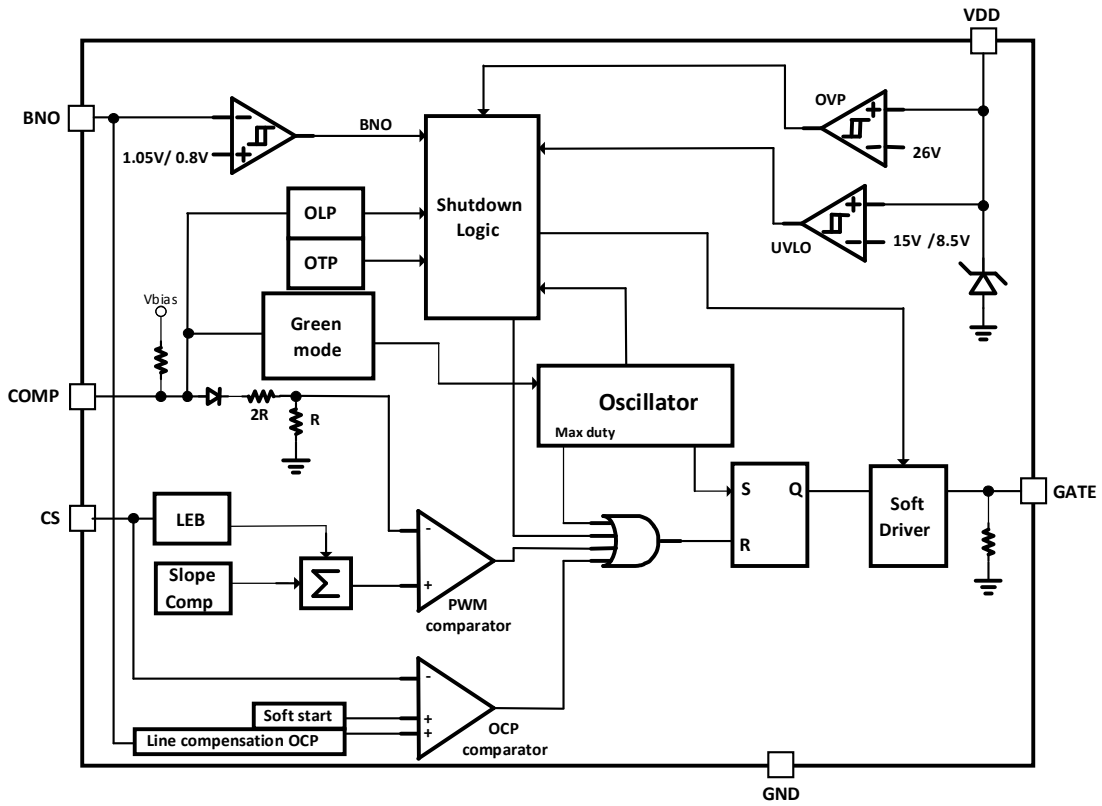 VDD
BNO
OVP
BNO
1.05V/ 0.8V
26V
OLP
Shutdown
Logic
UVLO
15V /8.5V
OTP
Vbias
Green
mode
COMP
Oscillator
2R
R
Max duty
S
Q
GATE
CS
LEB
Soft
Driver
R
Slope
Comp
Σ
PWM
comparator
Soft start
OCP
comparator
Line compensation OCP
GND